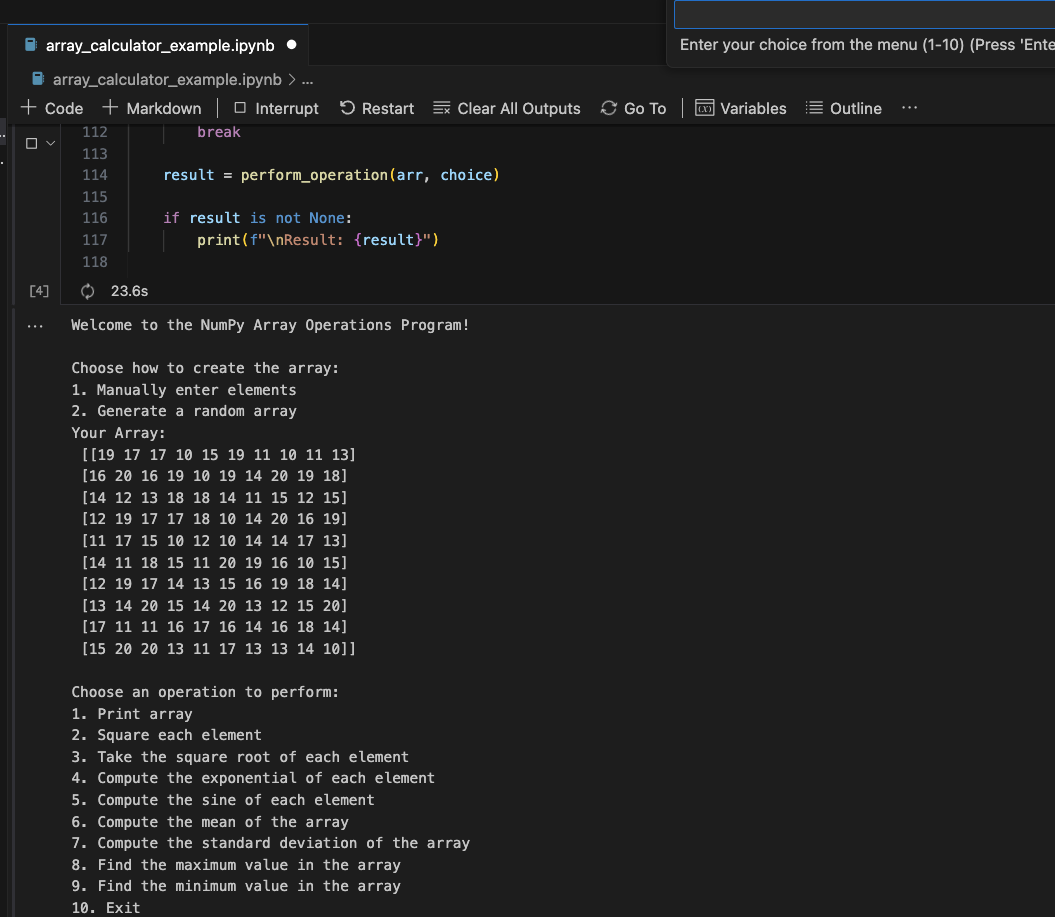 array_calculator_example.ipynb
Enter your choice from the menu (1-10) (Press 'Ente
array_calculator_example.ipynb > ...
Code Markdown Interrupt Restart Clear All Outputs Go To Variables Outline ...
112 break
113
114 result = perform_operation(arr, choice)
115
116 if result is not None:
117 print(f"\nResult: {result}")
118
[4] 23.6s
... Welcome to the NumPy Array Operations Program!
Choose how to create the array:
1. Manually enter elements
2. Generate a random array
Your Array:
[[19 17 17 10 15 19 11 10 11 13]
[16 20 16 19 10 19 14 20 19 18]
[14 12 13 18 18 14 11 15 12 15]
[12 19 17 17 18 10 14 20 16 19]
[11 17 15 10 12 10 14 14 17 13]
[14 11 18 15 11 20 19 16 10 15]
[12 19 17 14 13 15 16 19 18 14]
[13 14 20 15 14 20 13 12 15 20]
[17 11 11 16 17 16 14 16 18 14]
[15 20 20 13 11 17 13 13 14 10]]
Choose an operation to perform:
1. Print array
2. Square each element
3. Take the square root of each element
4. Compute the exponential of each element
5. Compute the sine of each element
6. Compute the mean of the array
7. Compute the standard deviation of the array
8. Find the maximum value in the array
9. Find the minimum value in the array
10. Exit